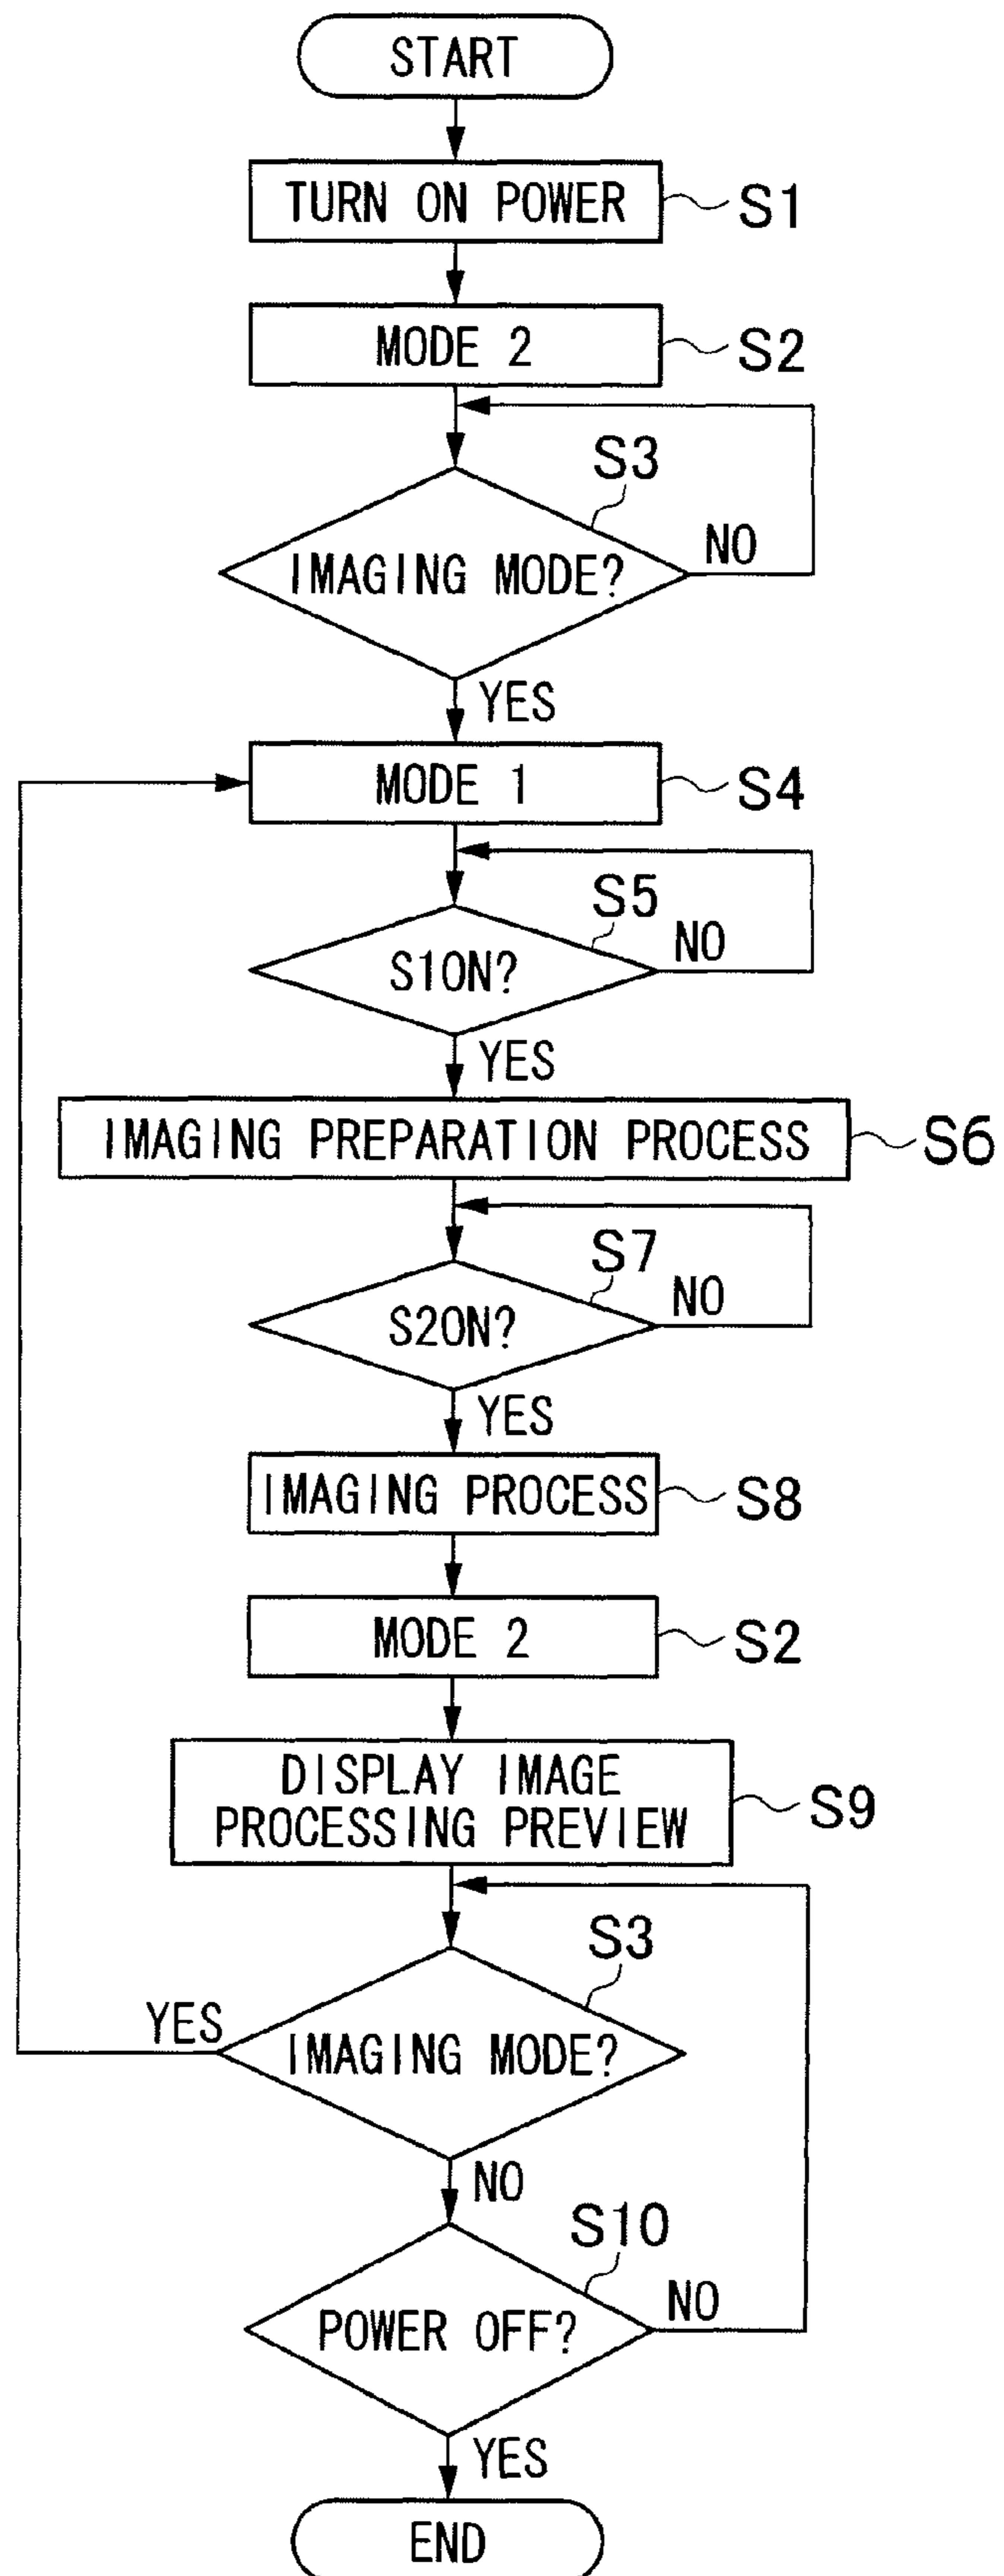 START
TURN ON POWER
S1
MODE 2
S2
S3
IMAGING MODE?
NO
YES
MODE 1
S4
S5
S1ON?
NO
YES
IMAGING PREPARATION PROCESS
S6
S7
S2ON?
NO
YES
IMAGING PROCESS
S8
MODE 2
S2
DISPLAY IMAGE
PROCESSING PREVIEW
S9
S3
YES
IMAGING MODE?
NO
S10
POWER OFF?
NO
YES
END